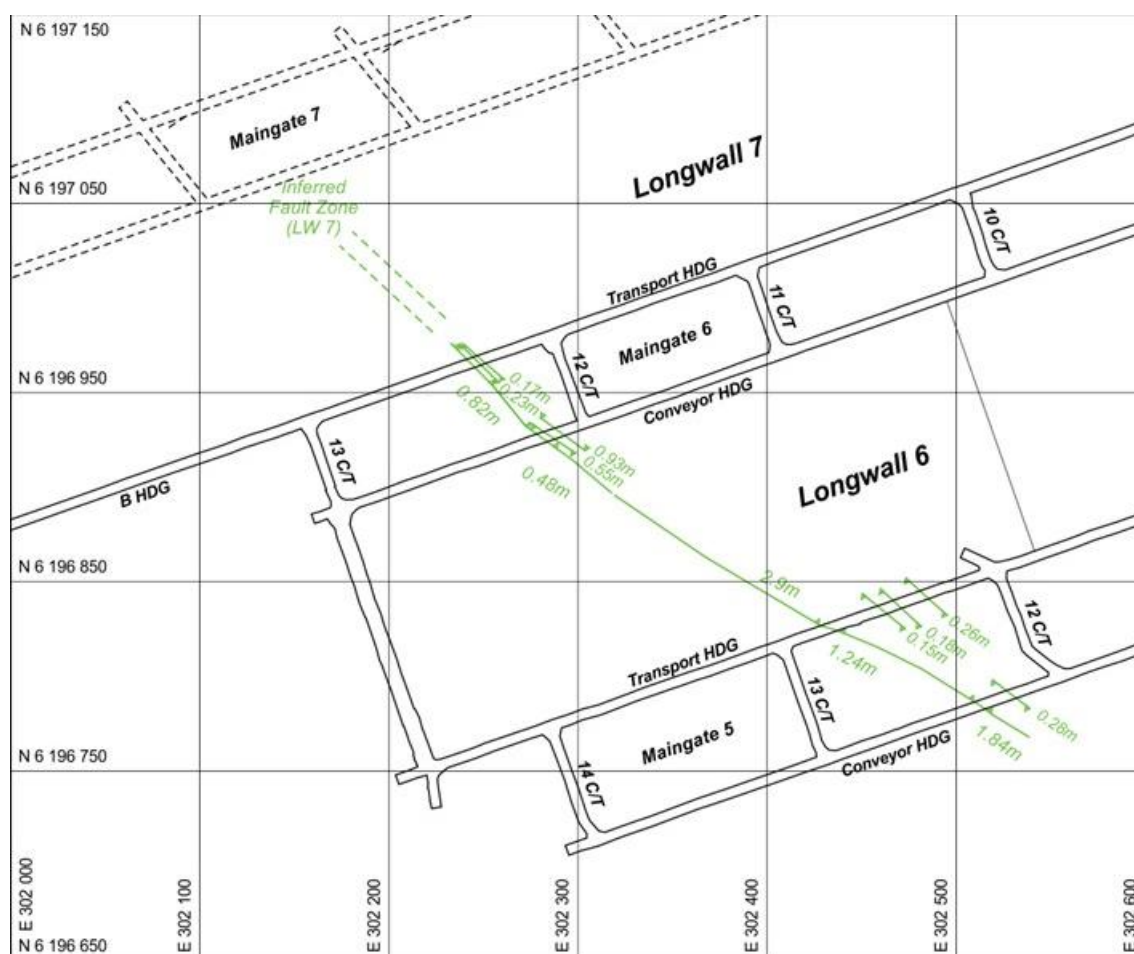 N 6 197 150
Maingate 7
Longwall 7
N 6 197 050
Inferred
Fault Zone
(LW 7)
10 C/T
Transport HDG
11 C/T
Maingate 6
12 C/T
N 6 196 950
0.17m
0.23m
0.82m
Conveyor HDG
13 C/T
0.93m
0.55m
0.48m
B HDG
Longwall 6
N 6 196 850
2.9m
0.26m
0.18m
0.15m
12 C/T
1.24m
Transport HDG
13 C/T
0.28m
1.84m
Maingate 5
Conveyor HDG
N 6 196 750
14 C/T
E 302 000
E 302 100
E 302 200
E 302 300
E 302 400
E 302 500
E 302 600
N 6 196 650